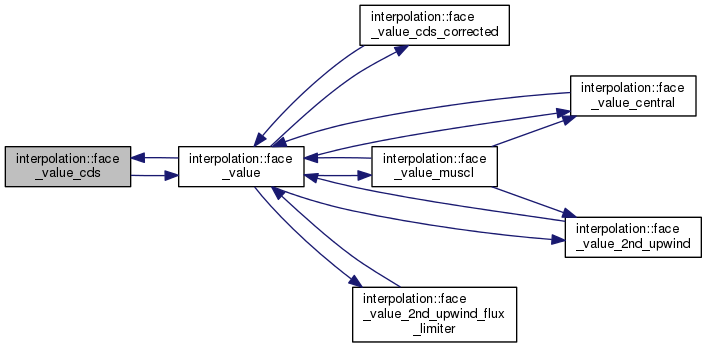 interpolation::face
_value_cds_corrected
interpolation::face
_value_central
interpolation::face
_value_cds
interpolation::face
_value
interpolation::face
_value_muscl
interpolation::face
_value_2nd_upwind
interpolation::face
_value_2nd_upwind_flux
_limiter